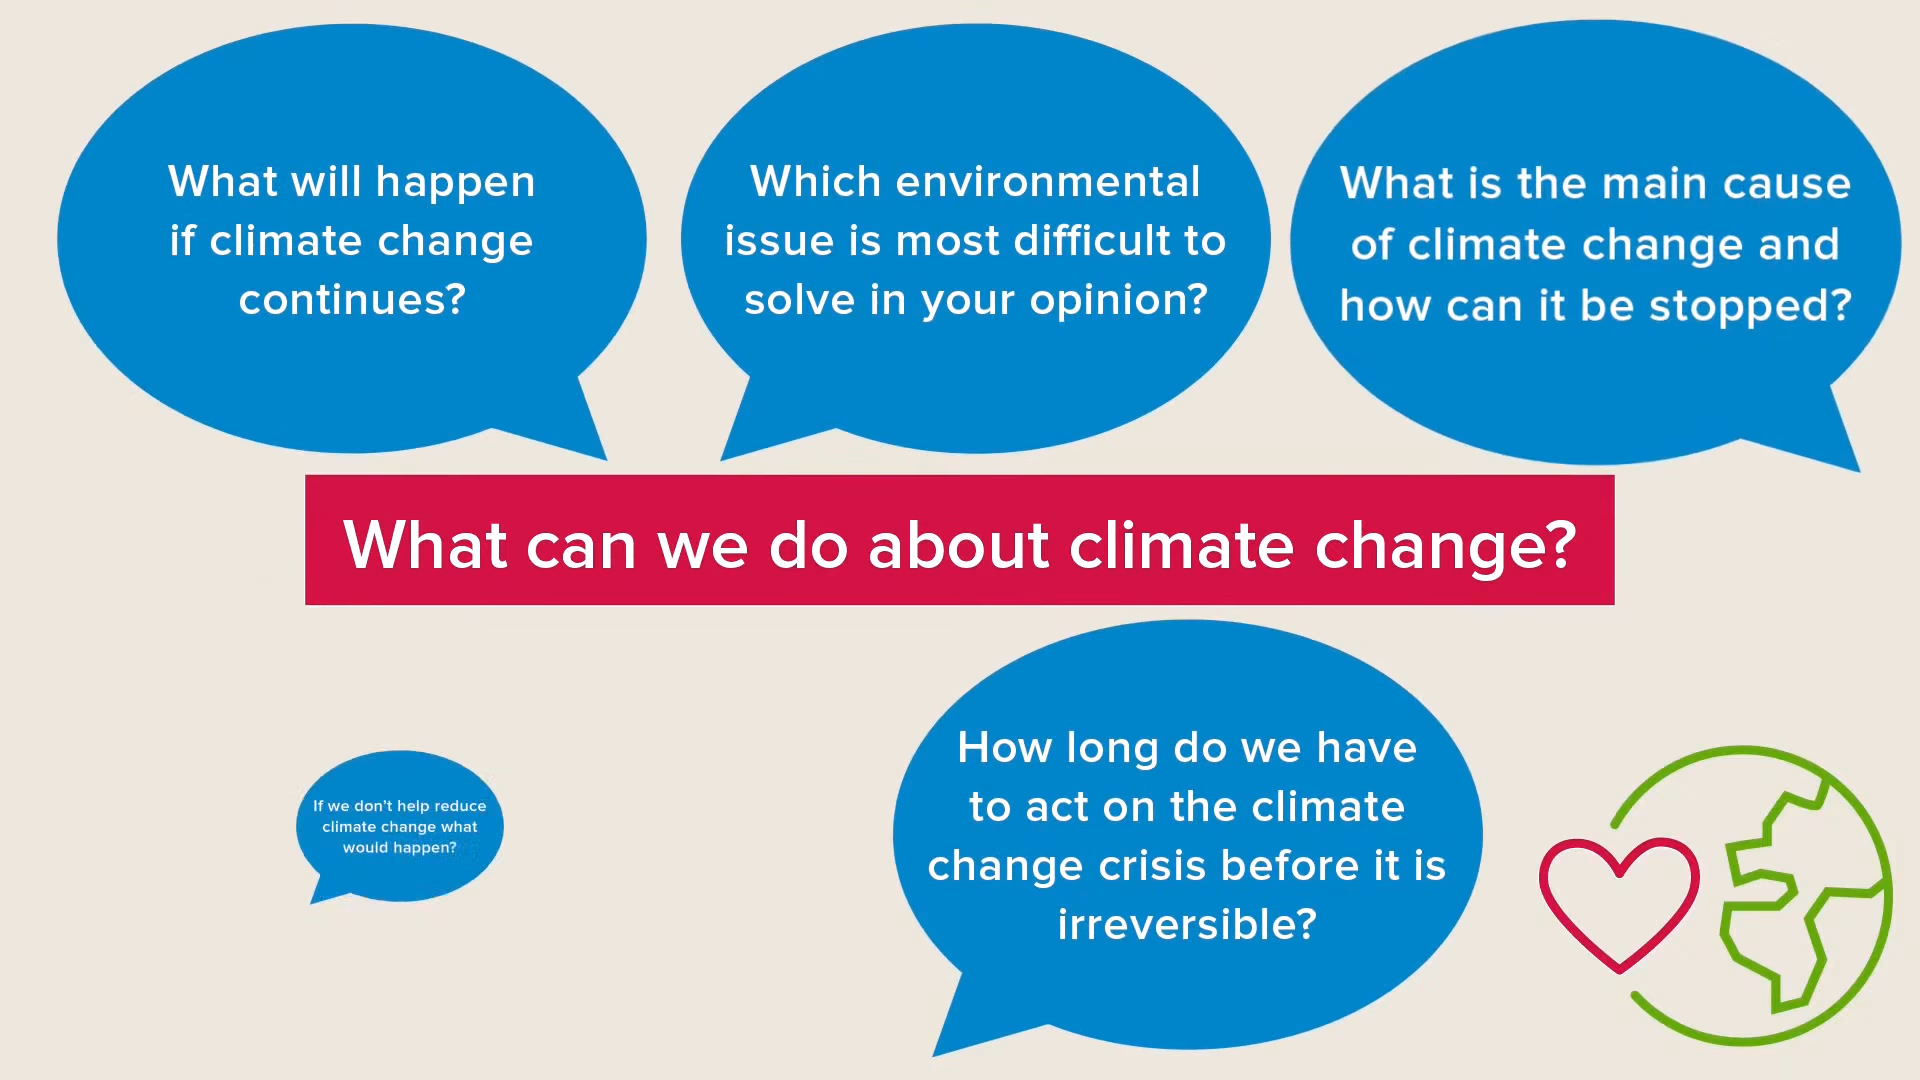 What will happen
if climate change
continues?
Which environmental
issue is most difficult to
solve in your opinion?
What is the main cause
of climate change and
how can it be stopped?
What can we do about climate change?
If we don't help reduce
climate change what
would happen?
How long do we have
to act on the climate
change crisis before it is
irreversible?